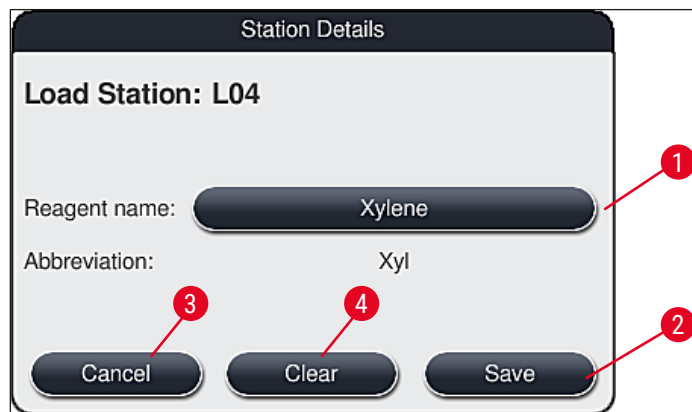 Station Details
Load Station: L04
1
Reagent name: Xylene
Abbreviation: Xyl
3
4
2
Cancel Clear Save